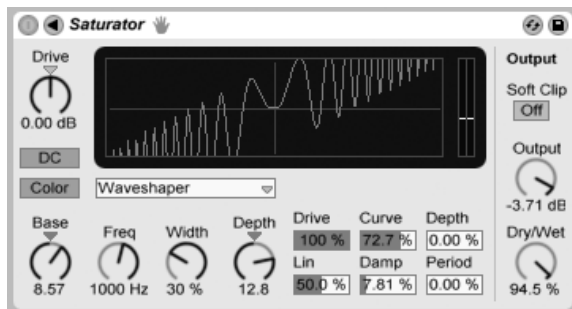 Saturator
Drive
0.00 dB
DC
Color
Waveshaper
Base
8.57
Freq
1000 Hz
Width
30 %
Depth
12.8
Drive
100 %
Curve
72.7 %
Depth
0.00 %
Lin
50.0 %
Damp
7.81 %
Period
0.00 %
Output
Soft Clip
Off
Output
-3.71 dB
Dry/Wet
94.5 %